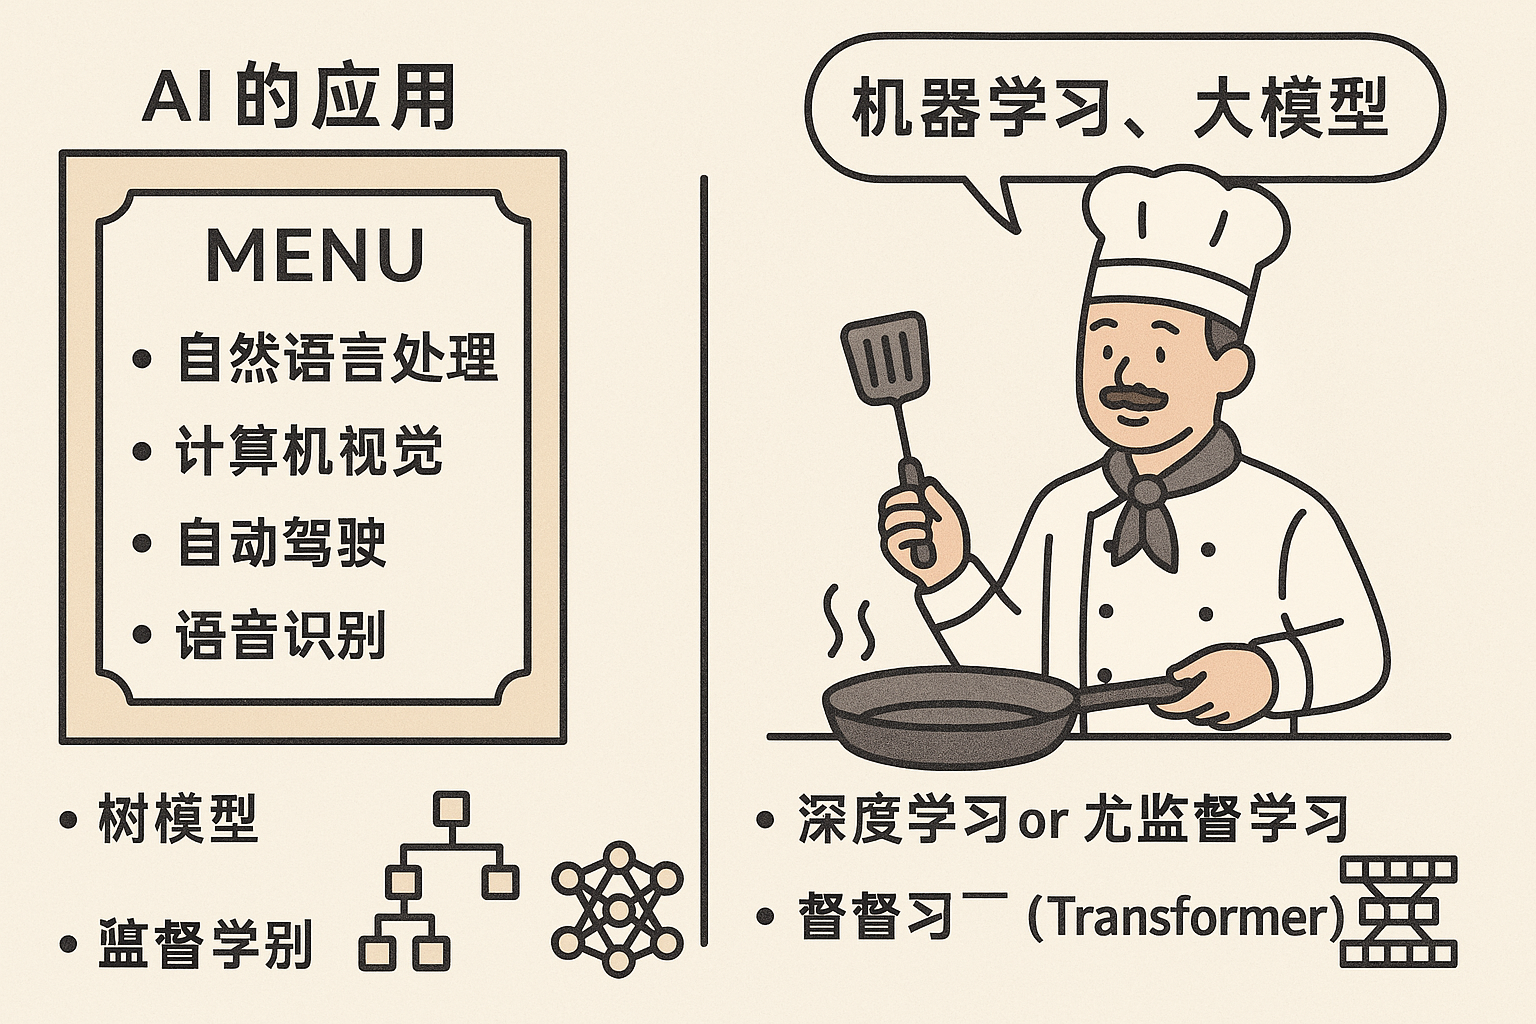 AI 的应用
MENU
• 自然语言处理
• 计算机视觉
• 自动驾驶
• 语音识别
• 树模型
• 监督学别
机器学习、大模型
• 深度学习or 尤监督学习
• 督督习 (Transformer)